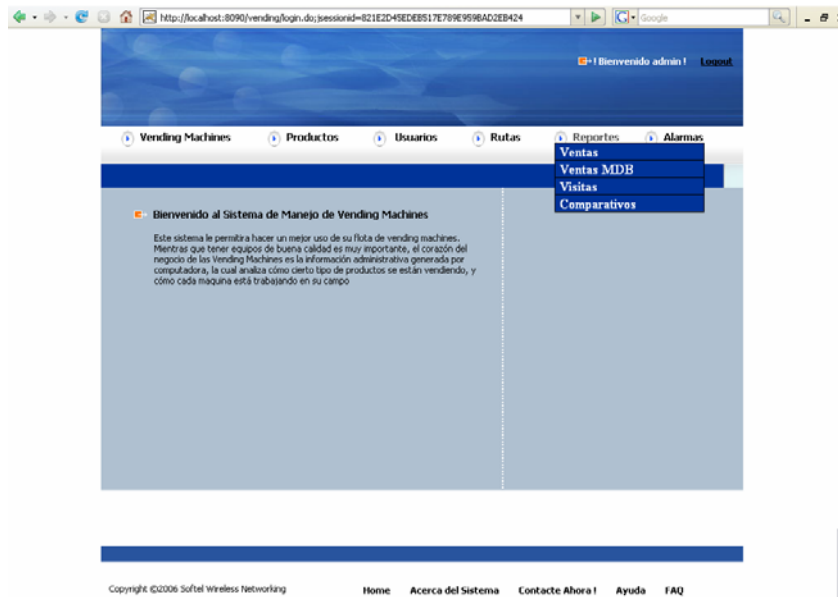 http://localhost:8090/vending/login.do;jsessionid=821E2D45EDEB517E789E959BAD2EB424
Google
! Bienvenido admin ! Logout
Vending Machines Productos Usuarios Rutas Reportes Alarmas
Ventas
Ventas MDB
Visitas
Comparativos
Bienvenido al Sistema de Manejo de Vending Machines
Este sistema le permitira hacer un mejor uso de su flota de vending machines.
Mentras que tener equipos de buena calidad es muy importante, el corazón del
negocio de las Vending Machines es la información administrativa generada por
computadora, la cual analiza cómo cierto tipo de productos se están vendiendo, y
cómo cada maquina está trabajando en su campo
Copyright ©2006 Softel Wireless Networking
Home Acerca del Sistema Contacte Ahora ! Ayuda FAQ